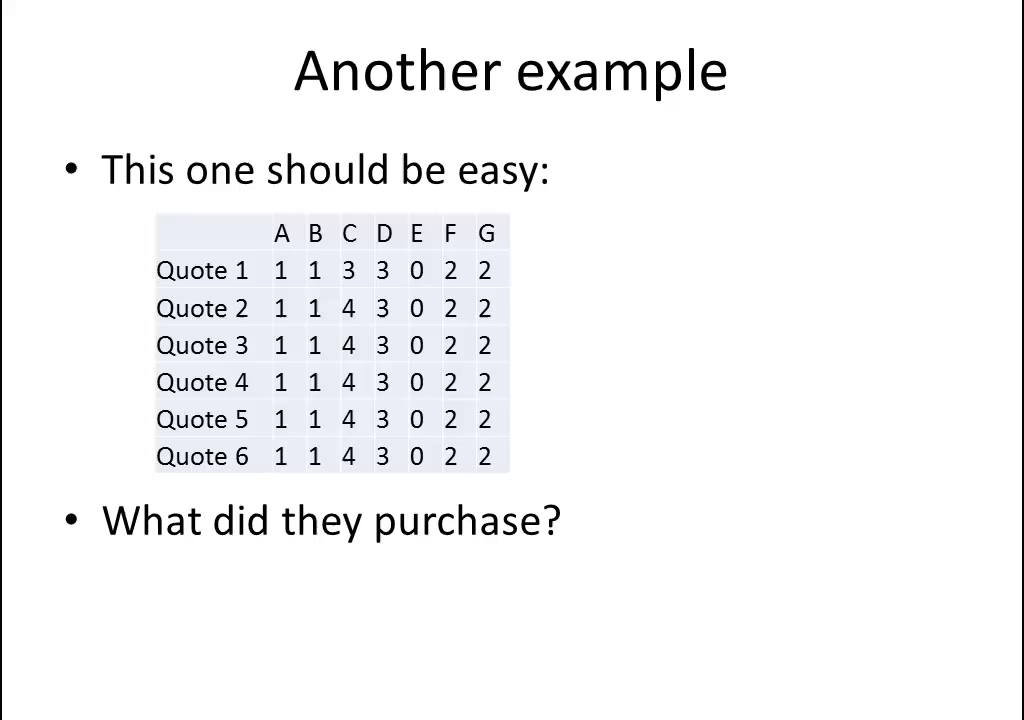 Another example
• This one should be easy:
A B C D E F G
Quote 1 1 1 3 3 0 2 2
Quote 2 1 1 4 3 0 2 2
Quote 3 1 1 4 3 0 2 2
Quote 4 1 1 4 3 0 2 2
Quote 5 1 1 4 3 0 2 2
Quote 6 1 1 4 3 0 2 2
• What did they purchase?